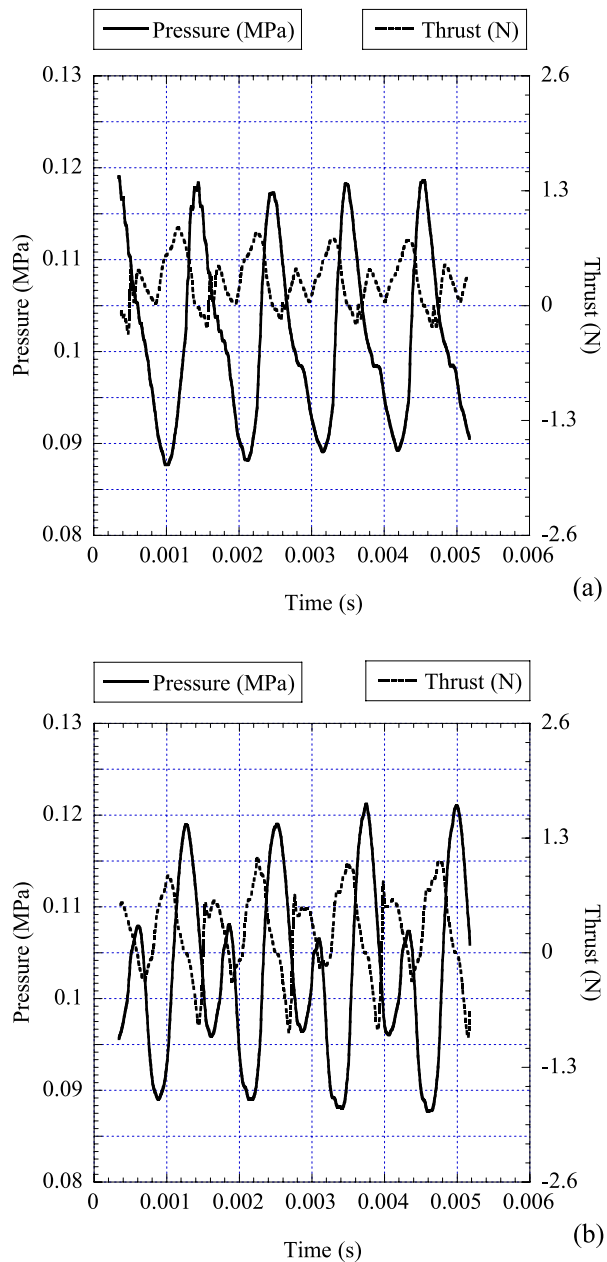 Pressure (MPa) Thrust (N)
0.13
0.12
0.11
0.1
0.09
0.08
Pressure (MPa)
2.6
1.3
0
-1.3
-2.6
Thrust (N)
0 0.001 0.002 0.003 0.004 0.005 0.006
Time (s)
(a)
Pressure (MPa) Thrust (N)
0.13
0.12
0.11
0.1
0.09
0.08
Pressure (MPa)
2.6
1.3
0
-1.3
-2.6
Thrust (N)
0 0.001 0.002 0.003 0.004 0.005 0.006
Time (s)
(b)